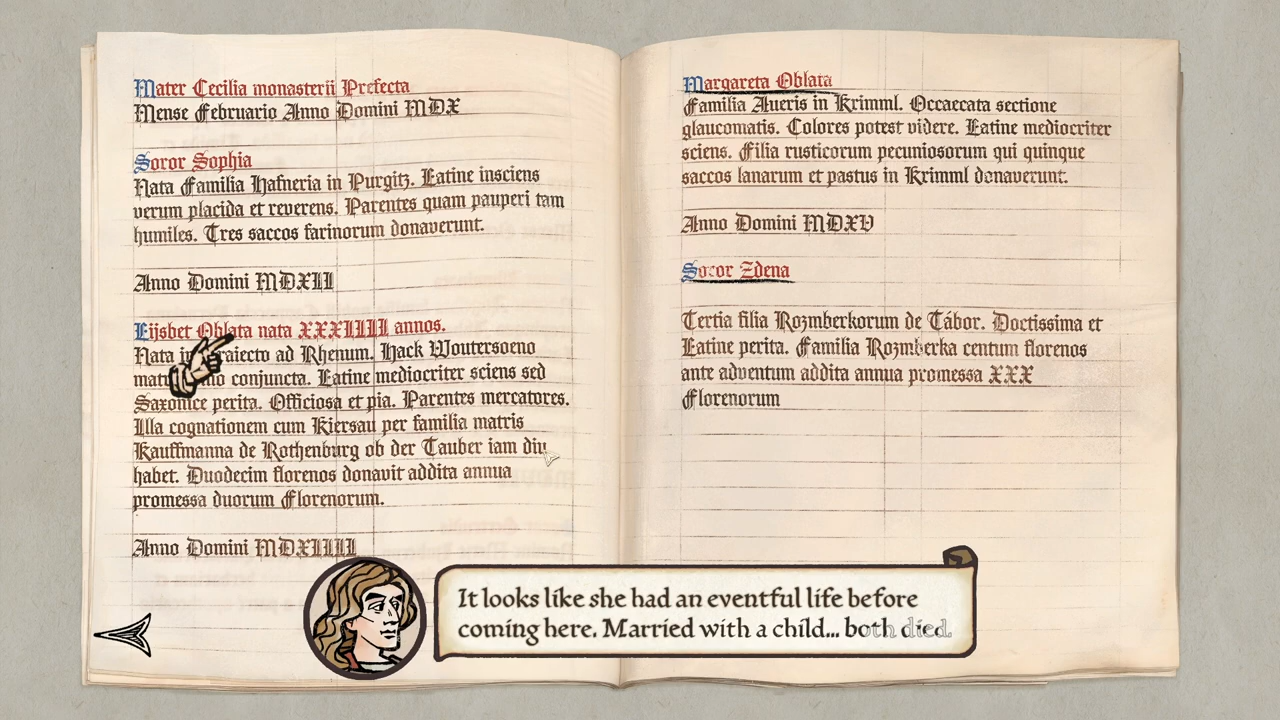 Mater Cecilia monasterii Prefecta
Mense Februario Anno Domini MDX
Soror Sophia
Nata Familia Hafneria in Purgitz. Latine insciens
verum placida et reverens. Parentes quam pauperi tam
humiles. Tres saccos farinorum donaverunt.
Anno Domini MDXII
Lijsbet Oblata nata XXXIIII annos.
Nata in Traiecto ad Rhenum. Hack Woutersoeno
conjuncta. Latine mediocriter sciens sed
Saxonice perita. Officiosa et pia. Parentes mercatores.
Illa cognationem cum Kiersau per familia matris
Kauffmanna de Rothenburg ob der Tauber iam diu
habet. Duodecim florenos donavit addita annua
promessa duorum Florenorum.
Anno Domini MDXIIII
Margareta Oblata
Familia Aueris in Krimml. Occaecata sectione
glaucomatis. Colores potest videre. Latine mediocriter
sciens. Filia rusticorum pecuniosorum qui quinque
saccos lanarum et pastus in Krimml donaverunt.
Anno Domini MDXV
Soror Zdena
Tertia filia Rozmberkorum de Tábor. Doctissima et
Latine perita. Familia Rozmberka centum florenos
ante adventum addita annua promessa XXX
Florenorum
It looks like she had an eventful life before
coming here. Married with a child... both died.